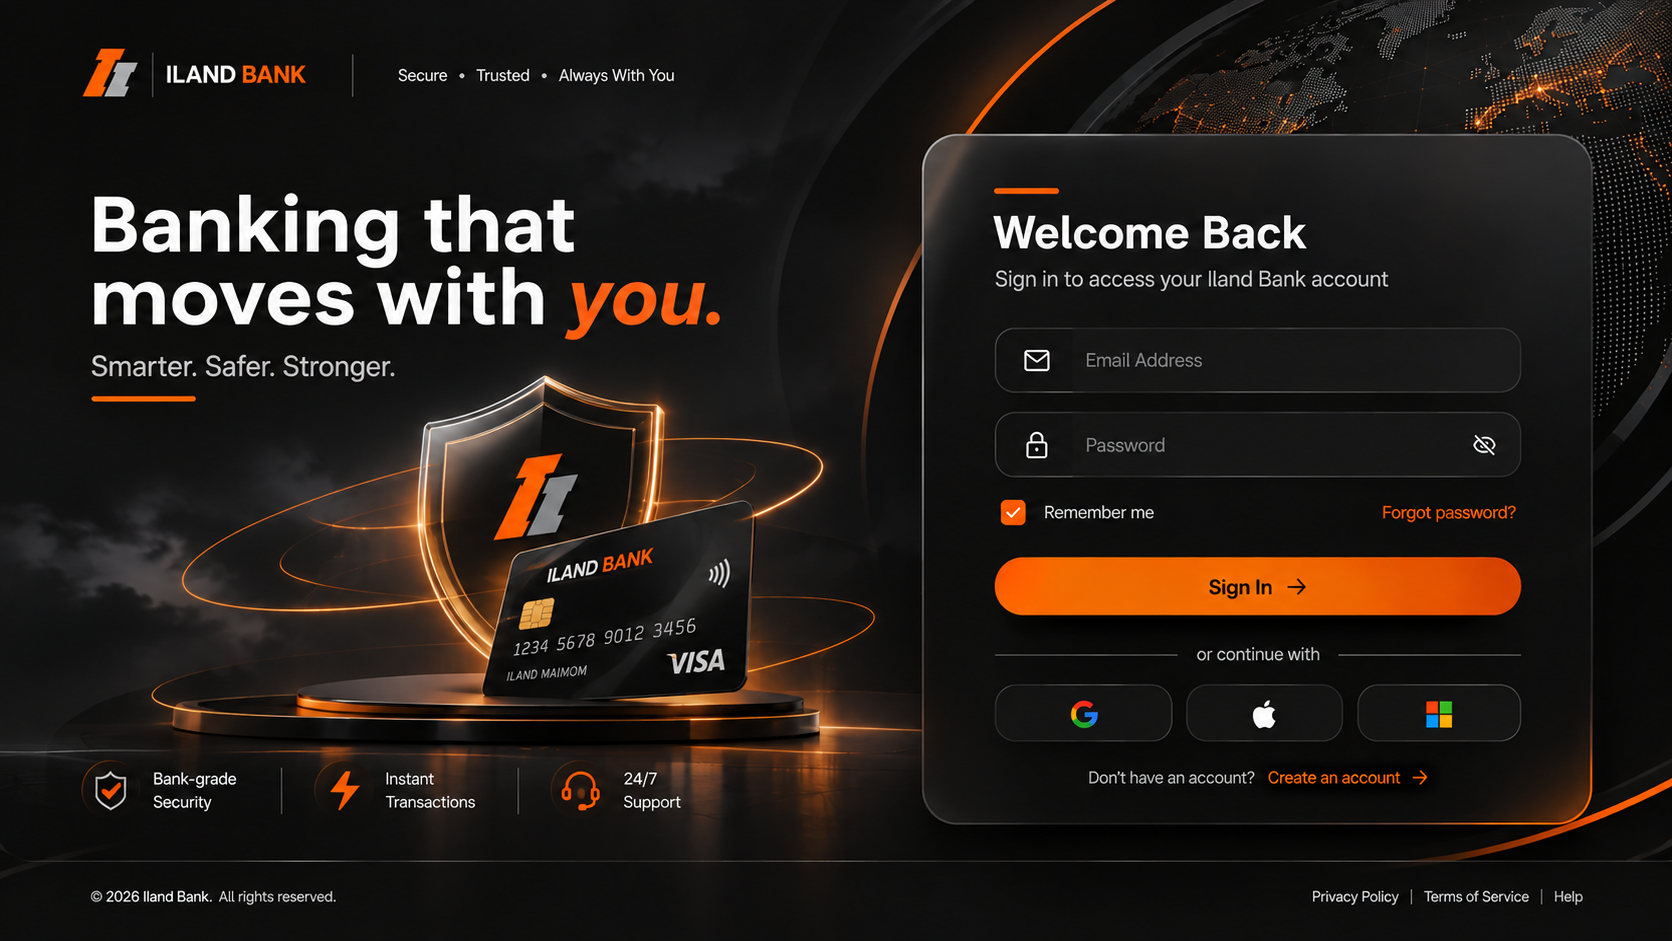 ILAND BANK
Secure • Trusted • Always With You
Banking that
moves with you.
Smarter. Safer. Stronger.
ILAND BANK
1234 5678 9012 3456
ILAND MAIMOM
VISA
Bank-grade
Security
Instant
Transactions
24/7
Support
Welcome Back
Sign in to access your Iland Bank account
Email Address
Password
Remember me
Forgot password?
Sign In →
or continue with
Don't have an account? Create an account →
© 2026 Iland Bank. All rights reserved.
Privacy Policy | Terms of Service | Help